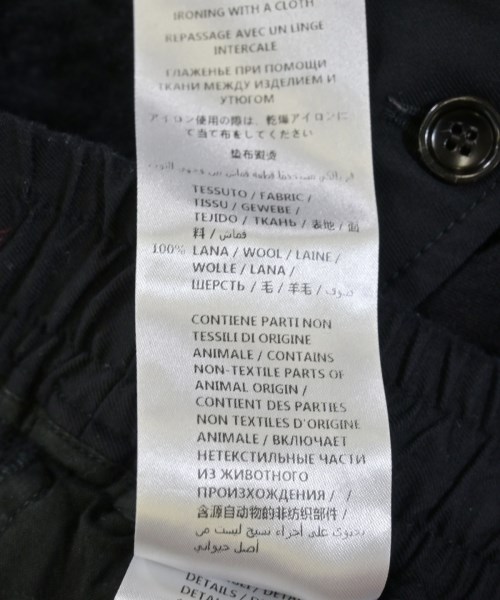 IRONING WITH A CLOTH
REPASSAGE AVEC UN LINGE
INTERCALE
ГЛАЖЕНЬЕ ПРИ ПОМОЩИ
ТКАНИ МЕЖДУ ИЗДЕЛИЕМ И
УТЮГОМ
アイロン使用の際は、乾燥アイロンに
て当て布をしてください
垫布熨烫
TESSUTO / FABRIC /
TISSU / GEWEBE /
TEJIDO / ТКАНЬ / 表地 / 面
料 / قماش
100% LANA / WOOL / LAINE /
WOLLE / LANA /
ШЕРСТЬ / 毛 / 羊毛 / صوف
CONTIENE PARTI NON
TESSILI DI ORIGINE
ANIMALE / CONTAINS
NON-TEXTILE PARTS OF
ANIMAL ORIGIN /
CONTIENT DES PARTIES
NON TEXTILES D'ORIGINE
ANIMALE / ВКЛЮЧАЕТ
НЕТЕКСТИЛЬНЫЕ ЧАСТИ
ИЗ ЖИВОТНОГО
ПРОИЗХОЖДЕНИЯ / /
含源自动物的非纺织部件 /
يحتوي على أجزاء نسيج ليست من
أصل حيواني
DETAILS / DETAILS /